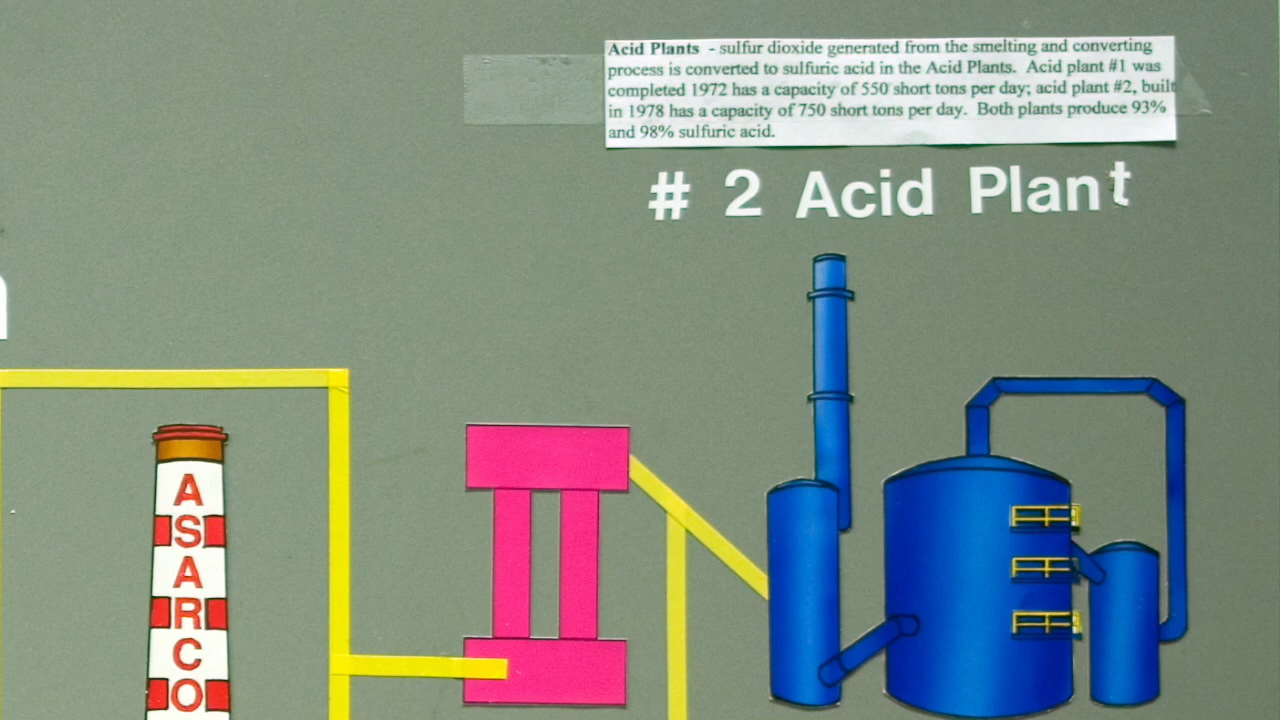 Acid Plants - sulfur dioxide generated from the smelting and converting
process is converted to sulfuric acid in the Acid Plants. Acid plant #1 was
completed 1972 has a capacity of 550 short tons per day; acid plant #2, built
in 1978 has a capacity of 750 short tons per day. Both plants produce 93%
and 98% sulfuric acid.
# 2 Acid Plant
ASARCO